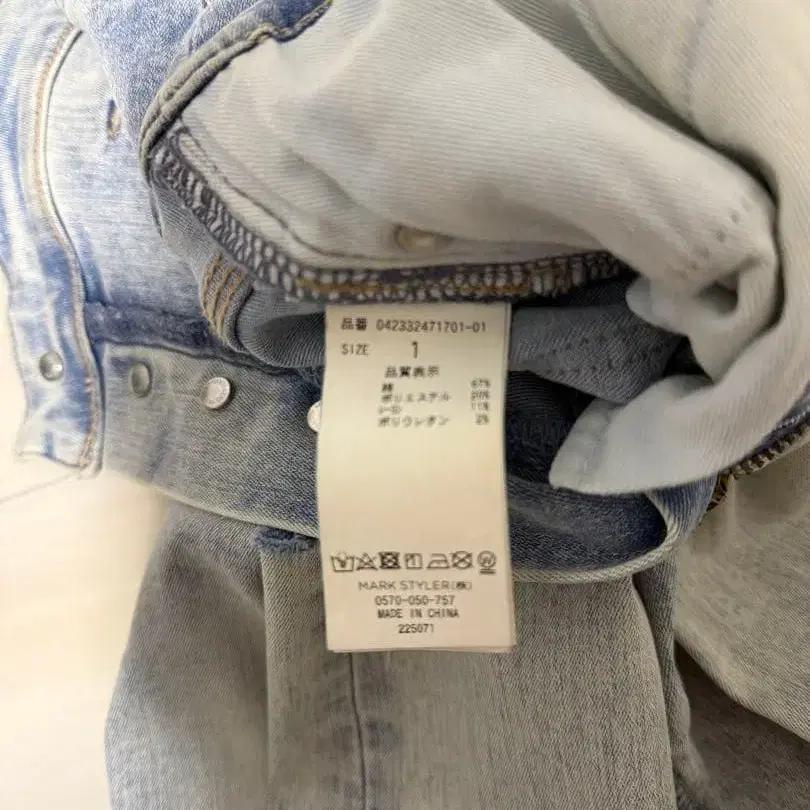 品番 042332471701-01
SIZE 1
品質表示
綿 67%
ポリエステル 20%
レーヨン 11%
ポリウレタン 2%
MARK STYLER(株)
0570-050-757
MADE IN CHINA
225071